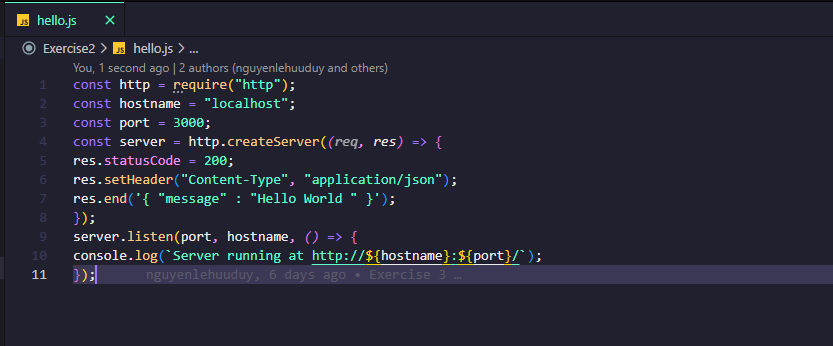 JS hello.js ×
Exercise2 > JS hello.js > ...
You, 1 second ago | 2 authors (nguyenlehuuduy and others)
1 const http = require("http");
2 const hostname = "localhost";
3 const port = 3000;
4 const server = http.createServer((req, res) => {
5 res.statusCode = 200;
6 res.setHeader("Content-Type", "application/json");
7 res.end('{ "message" : "Hello World " }');
8 });
9 server.listen(port, hostname, () => {
10 console.log(`Server running at http://${hostname}:${port}/`);
11 }); nguyenlehuuduy, 6 days ago • Exercise 3 …